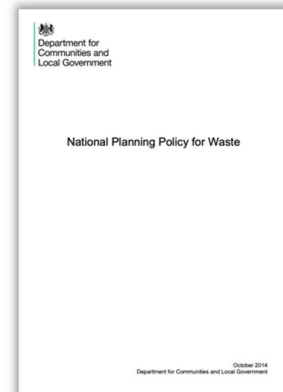 Department for
Communities and
Local Government
National Planning Policy for Waste
October 2014
Department for Communities and Local Government